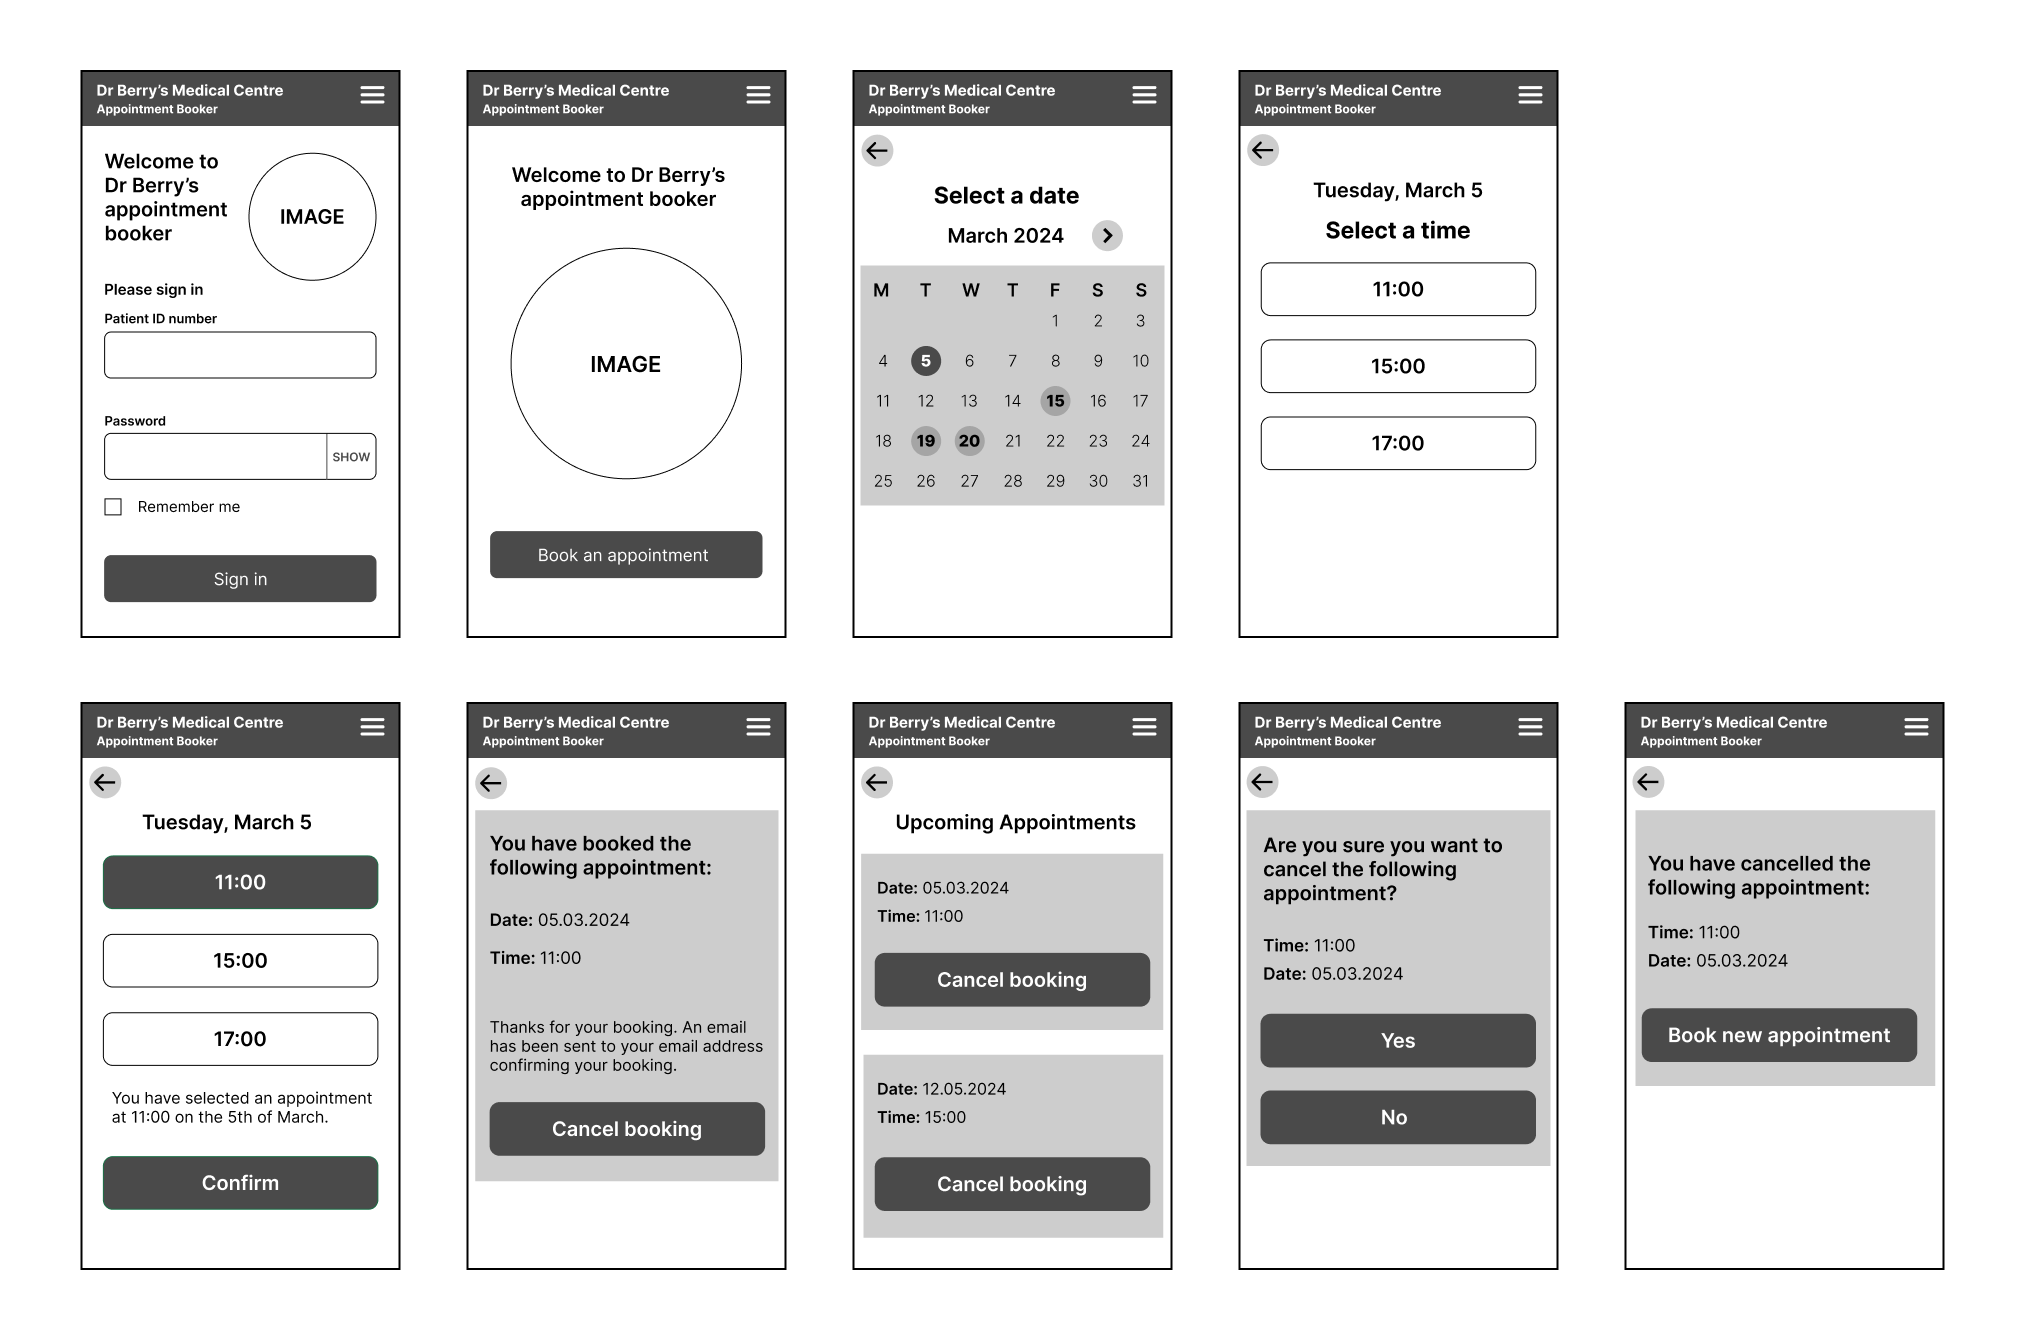 Dr Berry’s Medical Centre
Appointment Booker
Welcome to
Dr Berry’s
appointment
booker
IMAGE
Please sign in
Patient ID number
Password
SHOW
Remember me
Sign in
Dr Berry’s Medical Centre
Appointment Booker
Welcome to Dr Berry’s
appointment booker
IMAGE
Book an appointment
Dr Berry’s Medical Centre
Appointment Booker
Select a date
March 2024
M T W T F S S
1 2 3
4 5 6 7 8 9 10
11 12 13 14 15 16 17
18 19 20 21 22 23 24
25 26 27 28 29 30 31
Dr Berry’s Medical Centre
Appointment Booker
Tuesday, March 5
Select a time
11:00
15:00
17:00
Dr Berry’s Medical Centre
Appointment Booker
Tuesday, March 5
11:00
15:00
17:00
You have selected an appointment
at 11:00 on the 5th of March.
Confirm
Dr Berry’s Medical Centre
Appointment Booker
You have booked the
following appointment:
Date: 05.03.2024
Time: 11:00
Thanks for your booking. An email
has been sent to your email address
confirming your booking.
Cancel booking
Dr Berry’s Medical Centre
Appointment Booker
Upcoming Appointments
Date: 05.03.2024
Time: 11:00
Cancel booking
Date: 12.05.2024
Time: 15:00
Cancel booking
Dr Berry’s Medical Centre
Appointment Booker
Are you sure you want to
cancel the following
appointment?
Time: 11:00
Date: 05.03.2024
Yes
No
Dr Berry’s Medical Centre
Appointment Booker
You have cancelled the
following appointment:
Time: 11:00
Date: 05.03.2024
Book new appointment